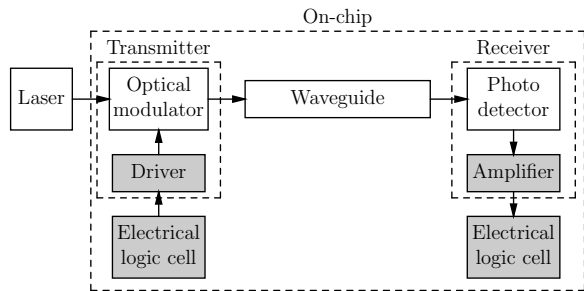 On-chip
Transmitter
Receiver
Laser
Optical
modulator
Waveguide
Photo
detector
Driver
Amplifier
Electrical
logic cell
Electrical
logic cell